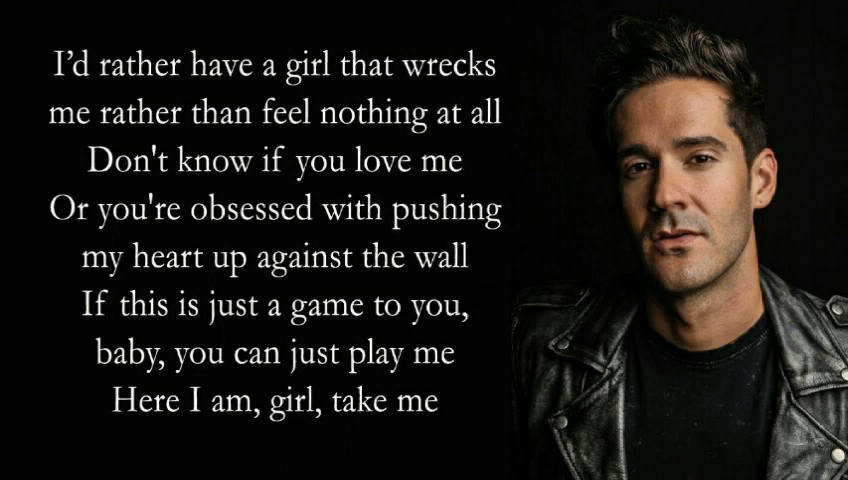 I’d rather have a girl that wrecks
me rather than feel nothing at all
Don't know if you love me
Or you're obsessed with pushing
my heart up against the wall
If this is just a game to you,
baby, you can just play me
Here I am, girl, take me